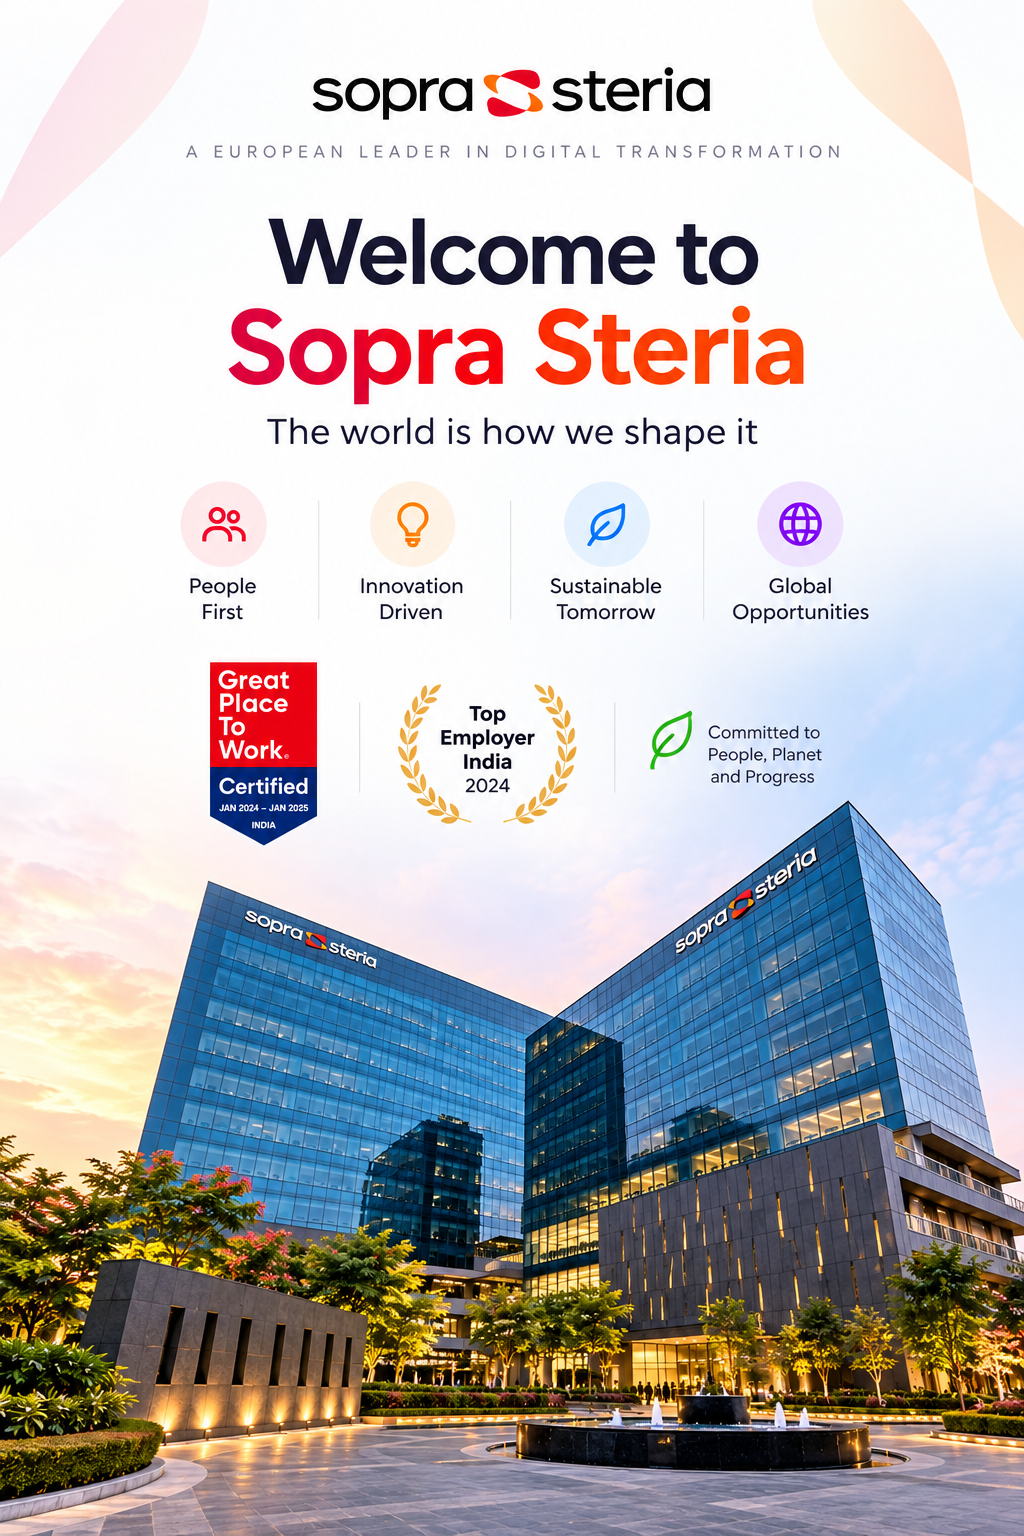 sopra steria
A EUROPEAN LEADER IN DIGITAL TRANSFORMATION
Welcome to
Sopra Steria
The world is how we shape it
People
First
Innovation
Driven
Sustainable
Tomorrow
Global
Opportunities
Great
Place
To
Work®
Certified
JAN 2024 – JAN 2025
INDIA
Top
Employer
India
2024
Committed to
People, Planet
and Progress
sopra steria
sopra steria